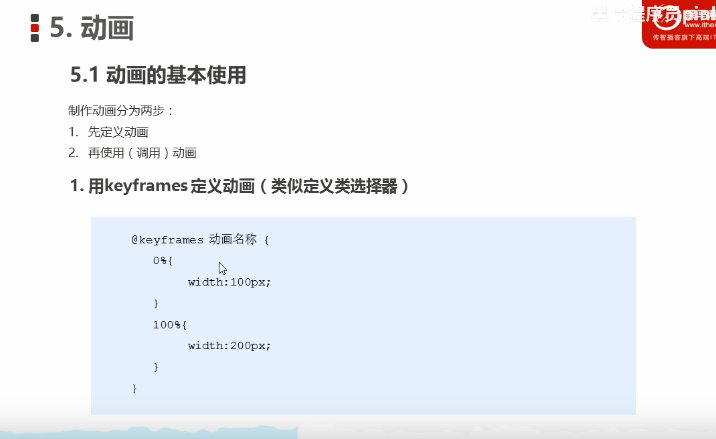 5. 动画
程序员
www.ithei
传智播客旗下高端IT
5.1 动画的基本使用
制作动画分为两步：
1. 先定义动画
2. 再使用（调用）动画
1. 用keyframes 定义动画（类似定义类选择器）
@keyframes 动画名称 {
0%{
width:100px;
}
100%{
width:200px;
}
}